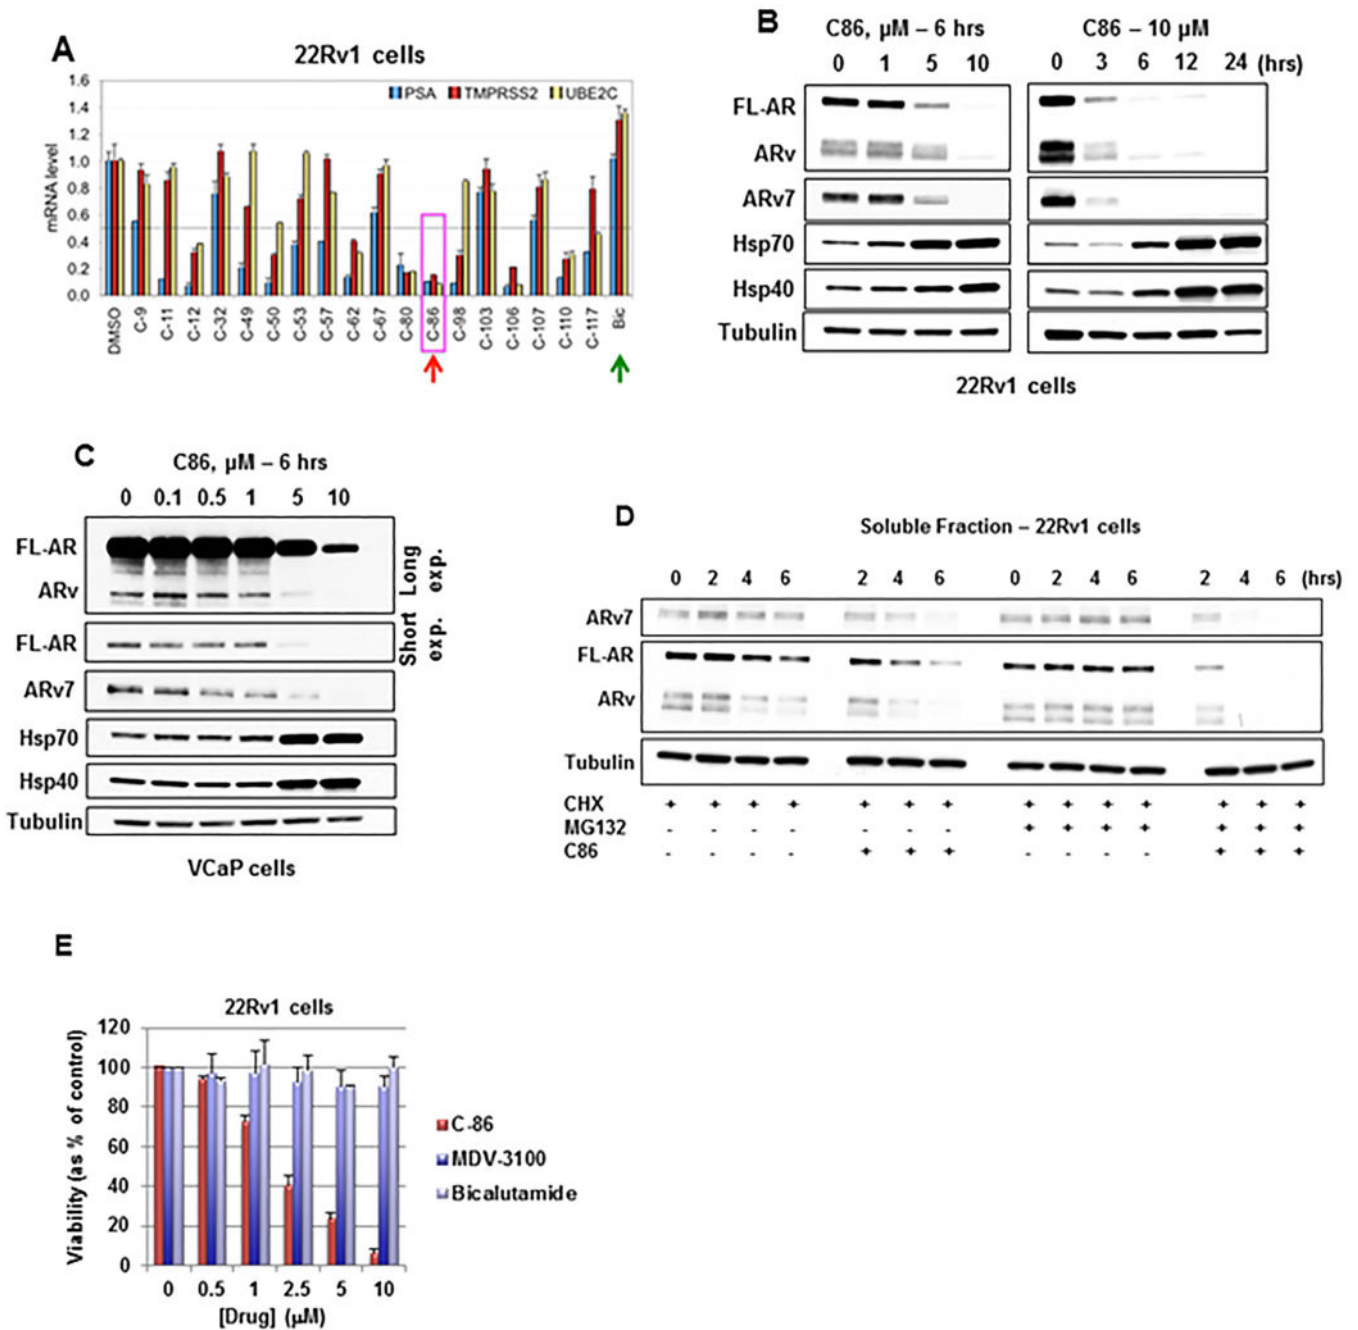 A
22Rv1 cells
PSA TMPRSS2 UBE2C
mRNA level
1.6
1.4
1.2
1.0
0.8
0.6
0.4
0.2
0.0
DMSO C-9 C-11 C-12 C-32 C-49 C-50 C-53 C-57 C-62 C-67 C-80 C-86 C-98 C-103 C-106 C-107 C-110 C-117 Bic
B
C86, µM – 6 hrs C86 – 10 µM
0 1 5 10 0 3 6 12 24 (hrs)
FL-AR
ARv
ARv7
Hsp70
Hsp40
Tubulin
22Rv1 cells
C
C86, µM – 6 hrs
0 0.1 0.5 1 5 10
FL-AR
ARv
Long exp.
FL-AR
Short exp.
ARv7
Hsp70
Hsp40
Tubulin
VCaP cells
D
Soluble Fraction – 22Rv1 cells
0 2 4 6 2 4 6 0 2 4 6 2 4 6 (hrs)
ARv7
FL-AR
ARv
Tubulin
CHX + + + + + + + + + + + + + +
MG132 - - - - - - - + + + + + + +
C86 - - - - + + + - - - - + + +
E
22Rv1 cells
Viability (as % of control)
120
100
80
60
40
20
0
0 0.5 1 2.5 5 10
[Drug] (µM)
C-86
MDV-3100
Bicalutamide